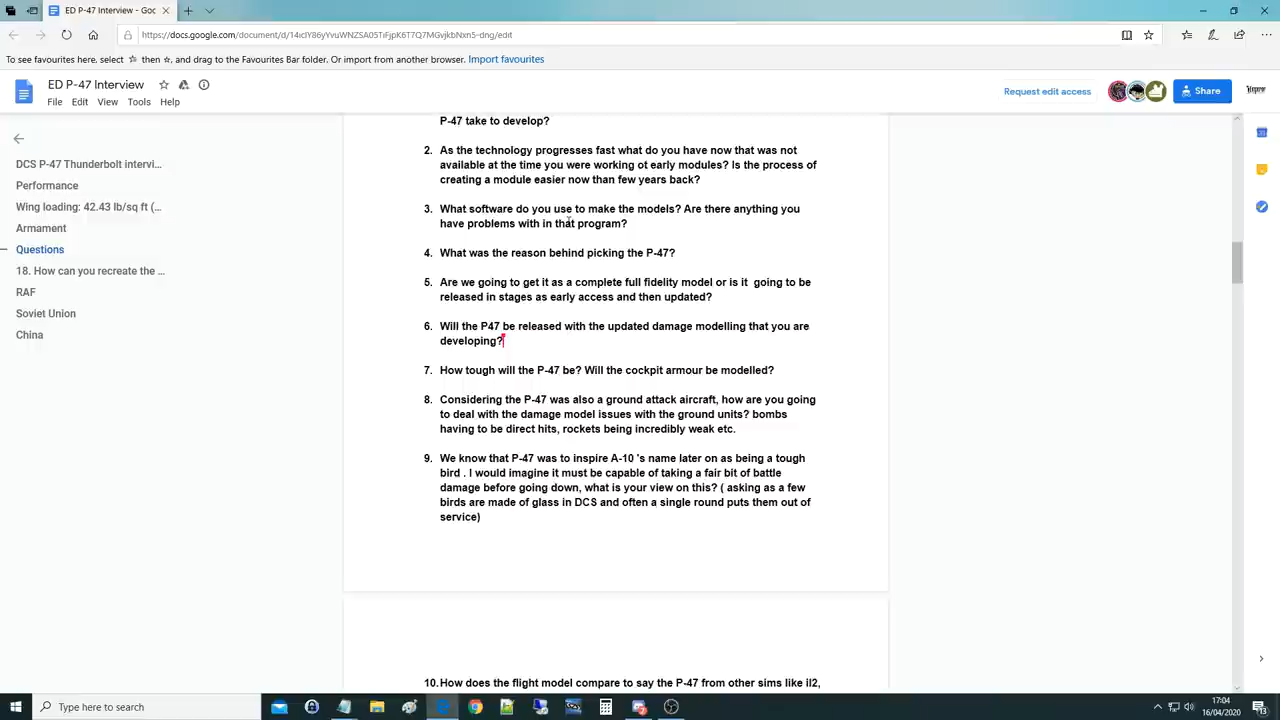 ED P-47 Interview - Goo
https://docs.google.com/document/d/14iclY86yYvuWNZSA05TiFjpK6T7Q7MGvjkbNxn5-dng/edit
To see favourites here, select then, and drag to the Favourites Bar folder. Or import from another browser. Import favourites
ED P-47 Interview
File Edit View Tools Help
Request edit access
Share
DCS P-47 Thunderbolt intervi...
Performance
Wing loading: 42.43 lb/sq ft (...
Armament
Questions
18. How can you recreate the ...
RAF
Soviet Union
China
P-47 take to develop?
2. As the technology progresses fast what do you have now that was not
available at the time you were working ot early modules? Is the process of
creating a module easier now than few years back?
3. What software do you use to make the models? Are there anything you
have problems with in that program?
4. What was the reason behind picking the P-47?
5. Are we going to get it as a complete full fidelity model or is it going to be
released in stages as early access and then updated?
6. Will the P47 be released with the updated damage modelling that you are
developing?
7. How tough will the P-47 be? Will the cockpit armour be modelled?
8. Considering the P-47 was also a ground attack aircraft, how are you going
to deal with the damage model issues with the ground units? bombs
having to be direct hits, rockets being incredibly weak etc.
9. We know that P-47 was to inspire A-10 's name later on as being a tough
bird . I would imagine it must be capable of taking a fair bit of battle
damage before going down, what is your view on this? ( asking as a few
birds are made of glass in DCS and often a single round puts them out of
service)
10. How does the flight model compare to say the P-47 from other sims like il2,
Type here to search
17:04
16/04/2020
13